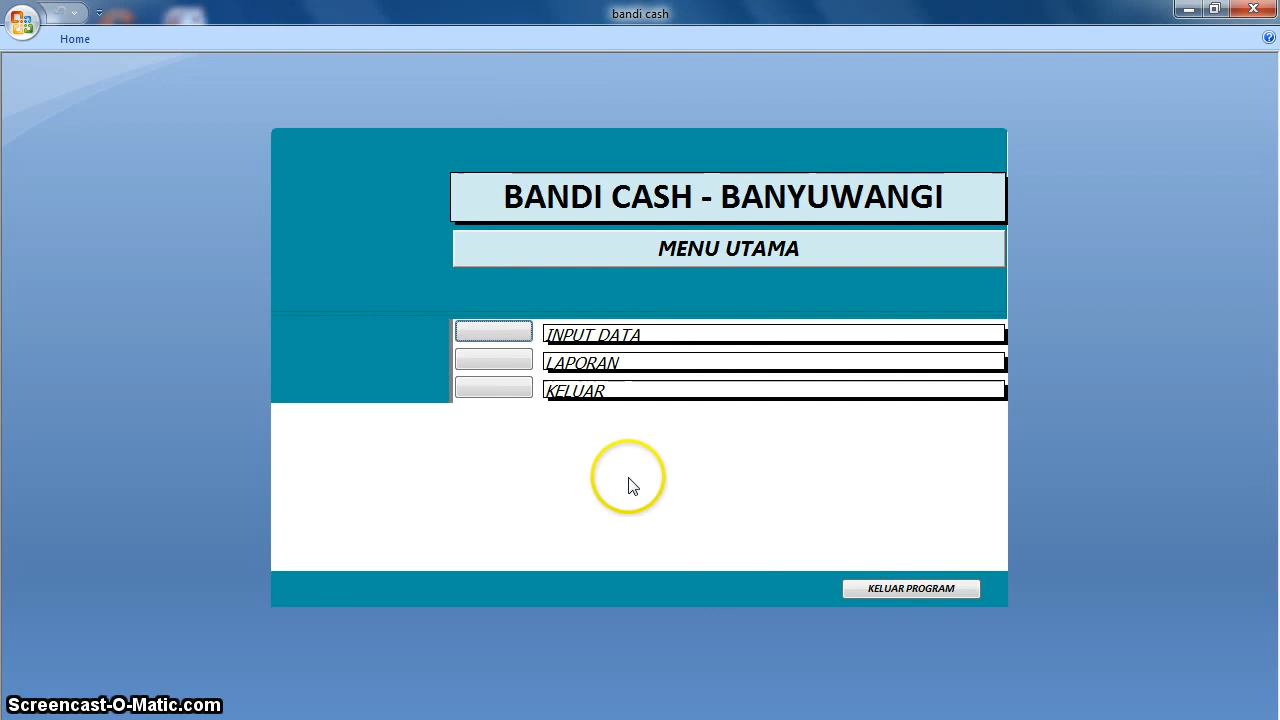 bandi cash
Home
BANDI CASH - BANYUWANGI
MENU UTAMA
INPUT DATA
LAPORAN
KELUAR
KELUAR PROGRAM
Screencast-O-Matic.com